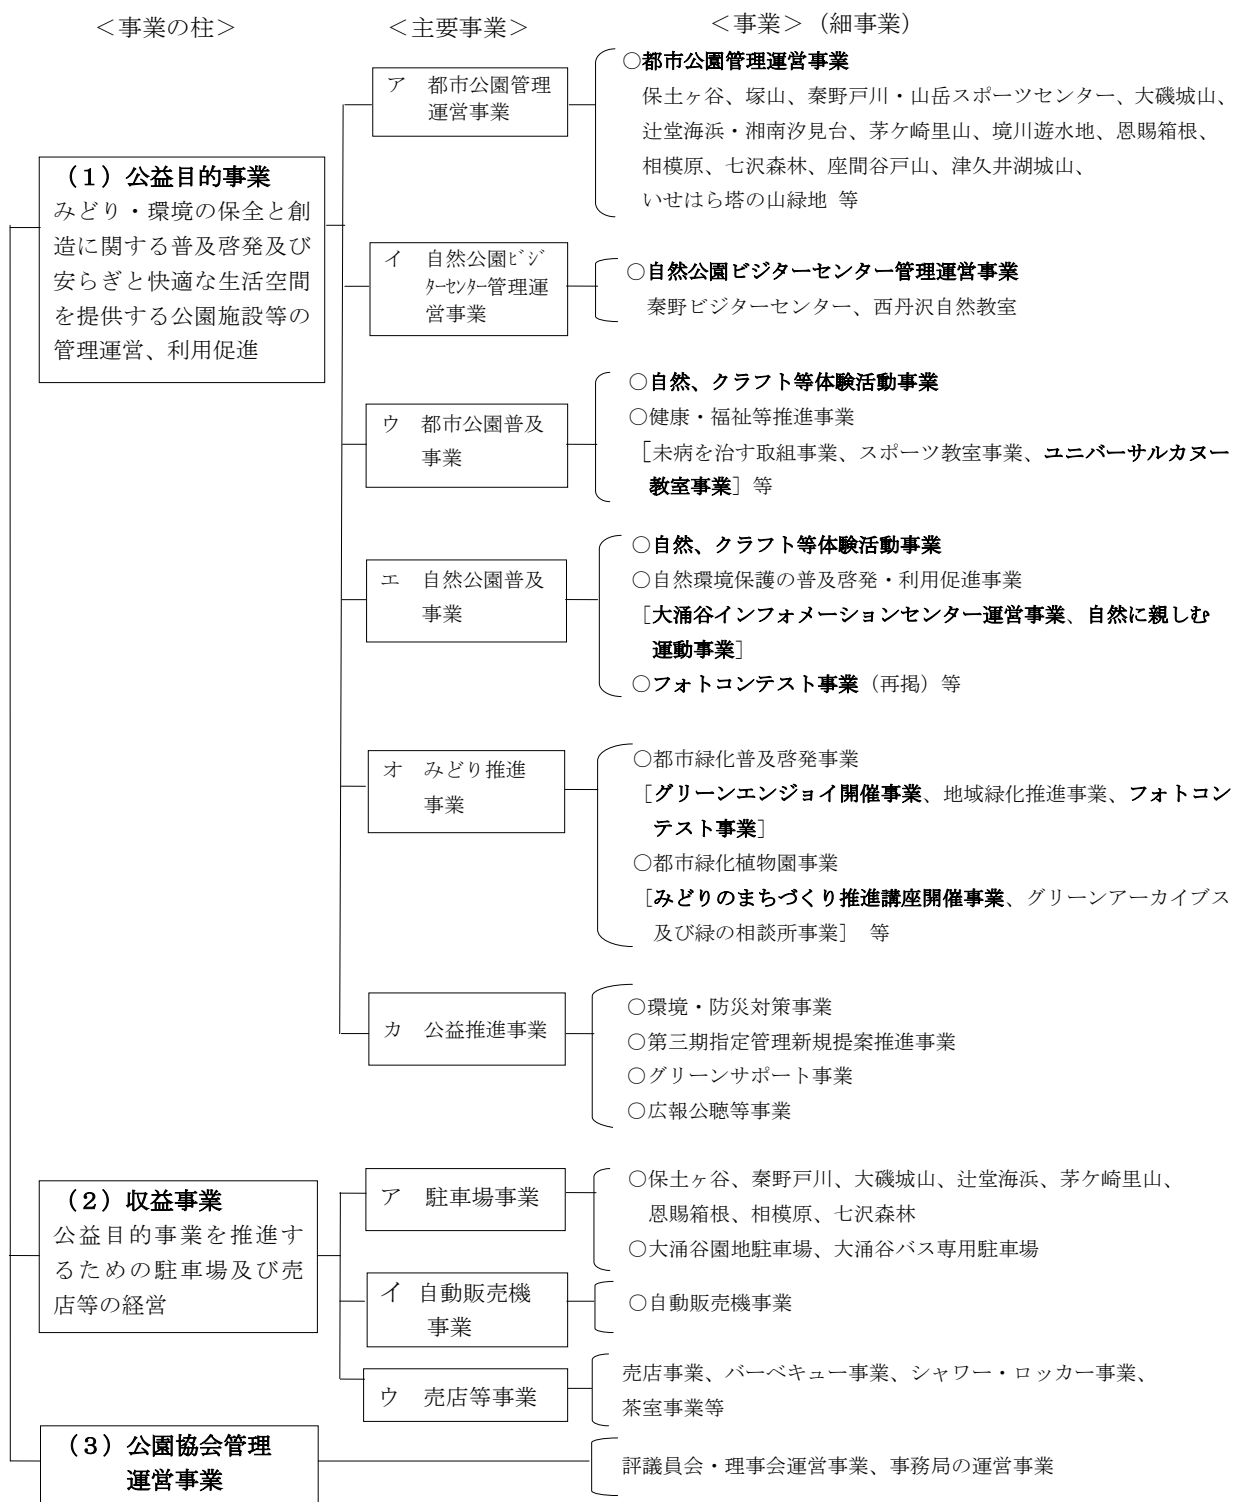 ＜事業の柱＞
＜主要事業＞
＜事業＞（細事業）
（１）公益目的事業
みどり・環境の保全と創
造に関する普及啓発及び
安らぎと快適な生活空間
を提供する公園施設等の
管理運営、利用促進
ア　都市公園管理
運営事業
○都市公園管理運営事業
保土ヶ谷、塚山、秦野戸川・山岳スポーツセンター、大磯城山、
辻堂海浜・湘南汐見台、茅ケ崎里山、境川遊水地、恩賜箱根、
相模原、七沢森林、座間谷戸山、津久井湖城山、
いせはら塔の山緑地 等
イ　自然公園ﾋﾞｼﾞ
ﾀｰｾﾝﾀｰ管理運
営事業
○自然公園ビジターセンター管理運営事業
秦野ビジターセンター、西丹沢自然教室
ウ　都市公園普及
事業
○自然、クラフト等体験活動事業
○健康・福祉等推進事業
［未病を治す取組事業、スポーツ教室事業、ユニバーサルカヌー
教室事業］等
エ　自然公園普及
事業
○自然、クラフト等体験活動事業
○自然環境保護の普及啓発・利用促進事業
［大涌谷インフォメーションセンター運営事業、自然に親しむ
運動事業］
○フォトコンテスト事業（再掲）等
オ　みどり推進
事業
○都市緑化普及啓発事業
［グリーンエンジョイ開催事業、地域緑化推進事業、フォトコン
テスト事業］
○都市緑化植物園事業
［みどりのまちづくり推進講座開催事業、グリーンアーカイブス
及び緑の相談所事業］　等
カ　公益推進事業
○環境・防災対策事業
○第三期指定管理新規提案推進事業
○グリーンサポート事業
○広報公聴等事業
（２）収益事業
公益目的事業を推進す
るための駐車場及び売
店等の経営
ア　駐車場事業
○保土ヶ谷、秦野戸川、大磯城山、辻堂海浜、茅ケ崎里山、
恩賜箱根、相模原、七沢森林
○大涌谷園地駐車場、大涌谷バス専用駐車場
イ　自動販売機
事業
○自動販売機事業
ウ　売店等事業
売店事業、バーベキュー事業、シャワー・ロッカー事業、
茶室事業等
（３）公園協会管理
運営事業
評議員会・理事会運営事業、事務局の運営事業